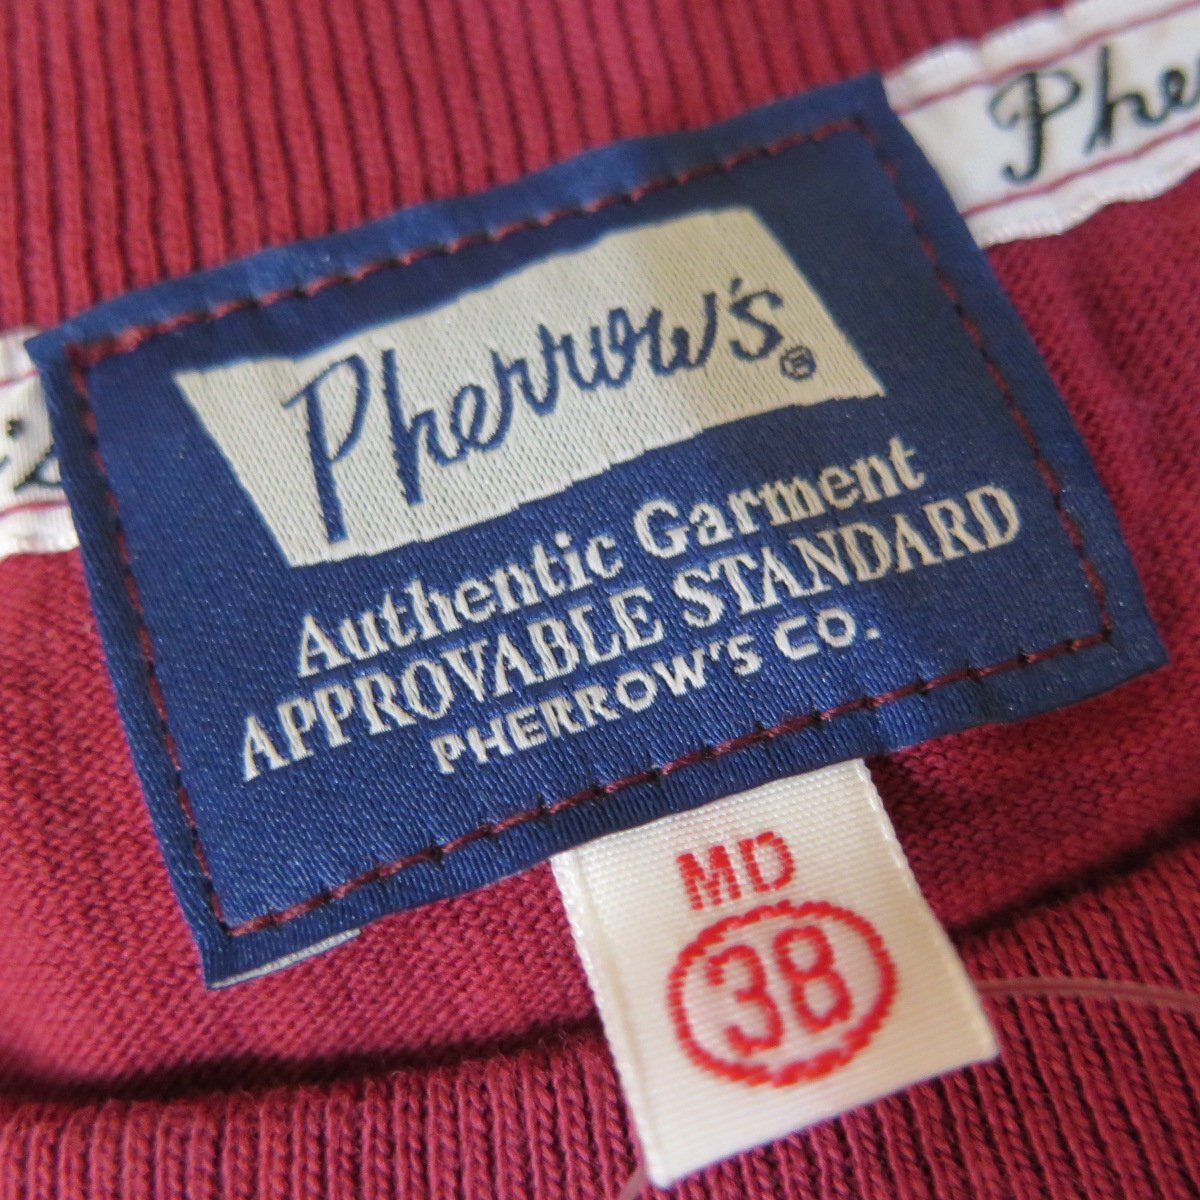 Pherrow's®
Authentic Garment
APPROVABLE STANDARD
PHERROW'S CO.
MD
38